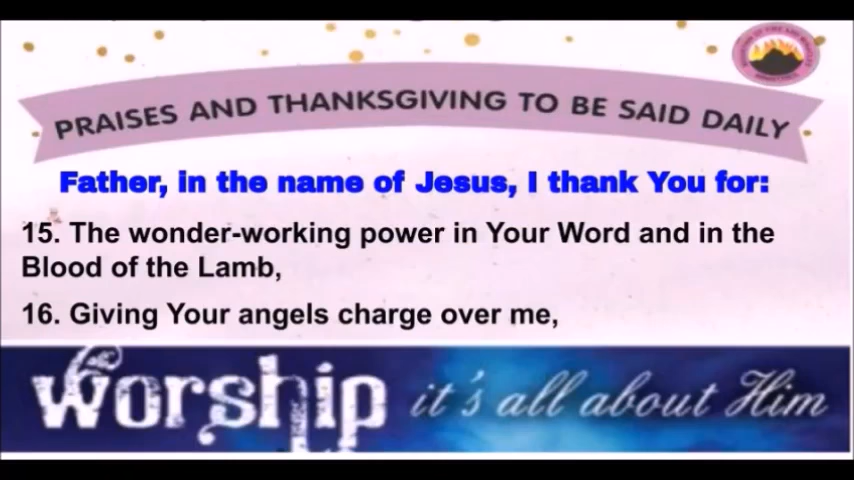 PRAISES AND THANKSGIVING TO BE SAID DAILY
Father, in the name of Jesus, I thank You for:
15. The wonder-working power in Your Word and in the
Blood of the Lamb,
16. Giving Your angels charge over me,
worship it's all about Him